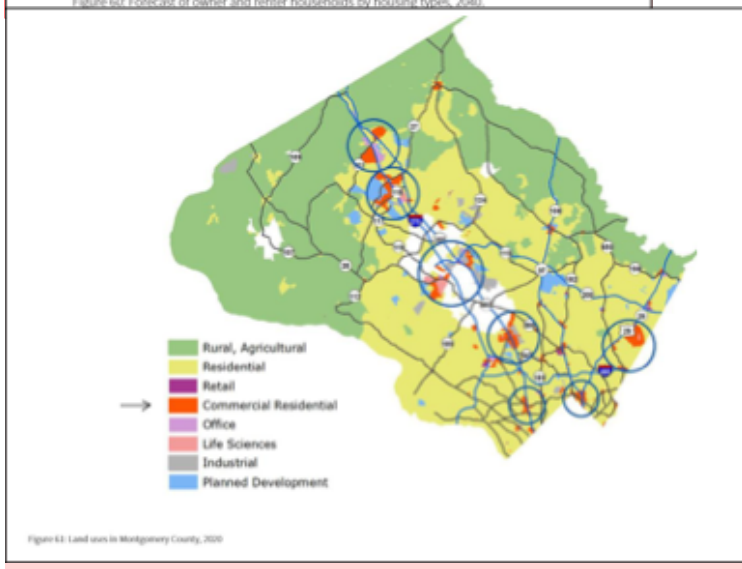 Figure 60: Forecast of owner and renter households by housing types, 2040.
Rural, Agricultural
Residential
Retail
Commercial Residential
Office
Life Sciences
Industrial
Planned Development
Figure 61: Land uses in Montgomery County, 2020